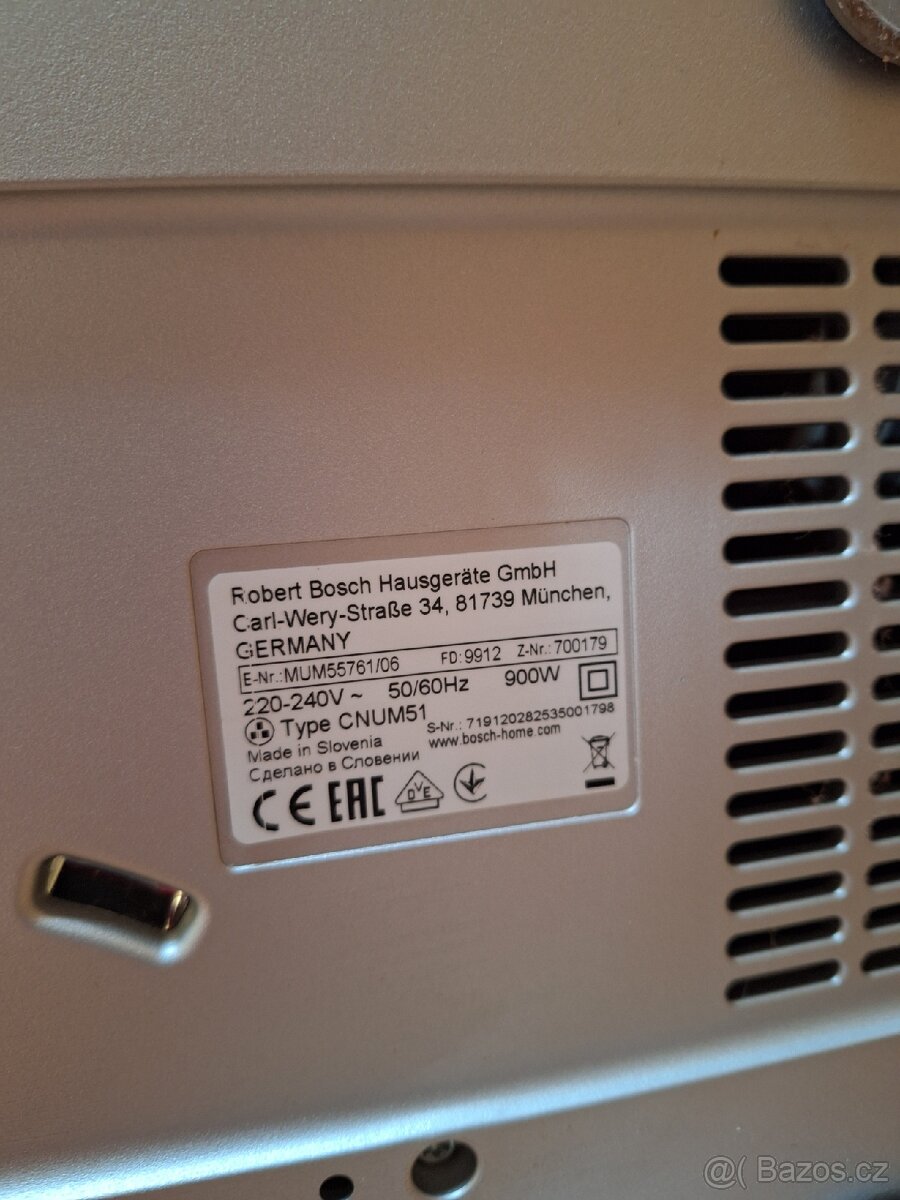 Robert Bosch Hausgeräte GmbH
Carl-Wery-Straße 34, 81739 München,
GERMANY
E-Nr.:MUM55761/06 FD:9912 Z-Nr.:700179
220-240V ~ 50/60Hz 900W
Type CNUM51 S-Nr.: 719120282535001798
Made in Slovenia www.bosch-home.com
Сделано в Словении
CE EAC DVE
@( Bazos.cz